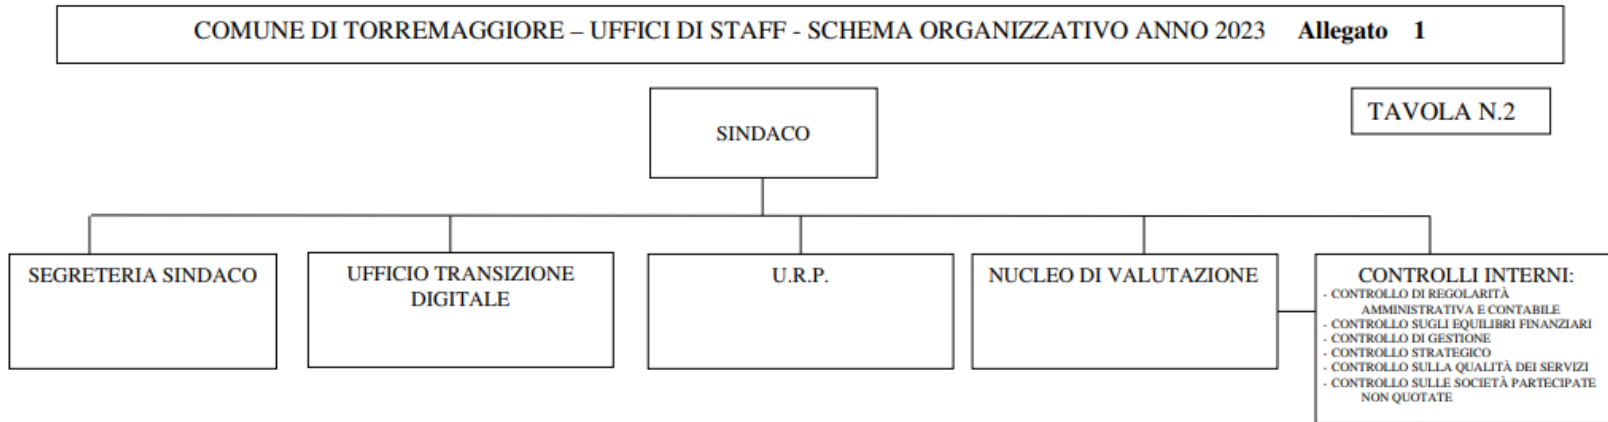 COMUNE DI TORREMAGGIORE – UFFICI DI STAFF - SCHEMA ORGANIZZATIVO ANNO 2023 Allegato 1
TAVOLA N.2
SINDACO
SEGRETERIA SINDACO
UFFICIO TRANSIZIONE
DIGITALE
U.R.P.
NUCLEO DI VALUTAZIONE
CONTROLLI INTERNI:
- CONTROLLO DI REGOLARITÀ
AMMINISTRATIVA E CONTABILE
- CONTROLLO SUGLI EQUILIBRI FINANZIARI
- CONTROLLO DI GESTIONE
- CONTROLLO STRATEGICO
- CONTROLLO SULLA QUALITÀ DEI SERVIZI
- CONTROLLO SULLE SOCIETÀ PARTECIPATE
NON QUOTATE